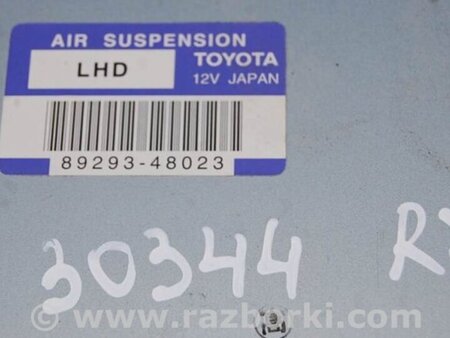 AIR SUSPENSION
LHD TOYOTA
12V JAPAN
89293-48023
30344
www.razborki.com